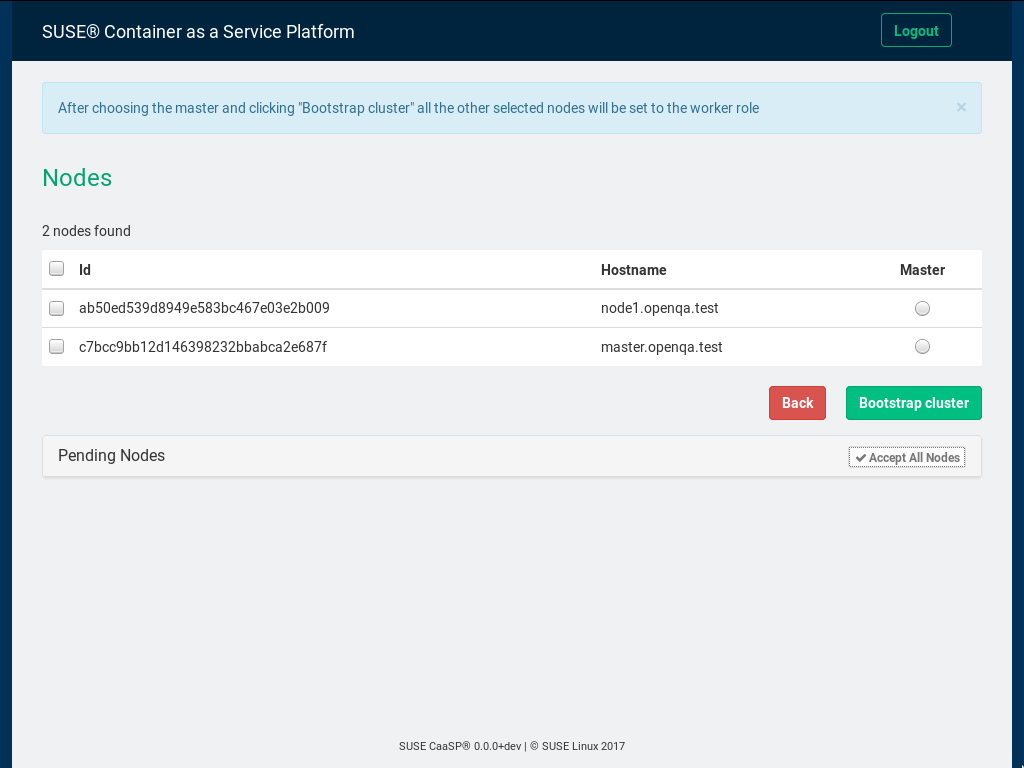 SUSE® Container as a Service Platform
Logout
After choosing the master and clicking "Bootstrap cluster" all the other selected nodes will be set to the worker role
×
Nodes
2 nodes found
Id Hostname Master
ab50ed539d8949e583bc467e03e2b009 node1.openqa.test
c7bcc9bb12d146398232bbabca2e687f master.openqa.test
Back Bootstrap cluster
Pending Nodes ✔ Accept All Nodes
SUSE CaaSP® 0.0.0+dev | © SUSE Linux 2017